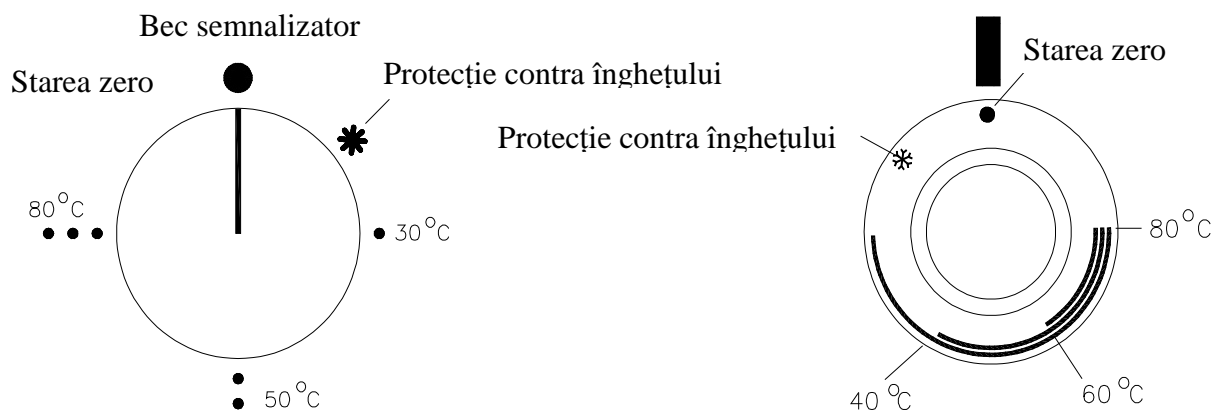 Bec semnalizator
Starea zero
Protecție contra înghețului
80°C
30°C
50°C
Starea zero
Protecție contra înghețului
80°C
60°C
40°C